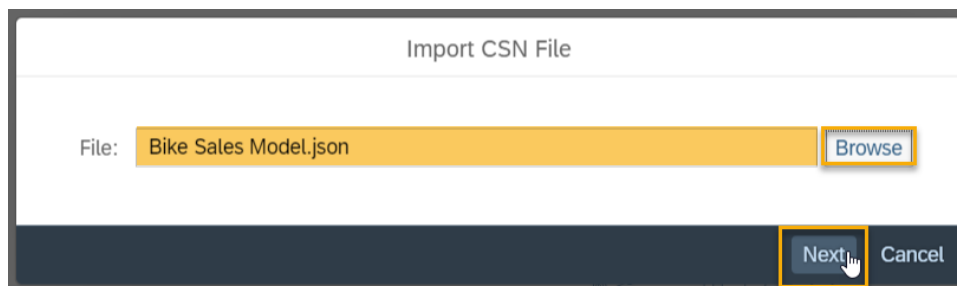 Import CSN File
File: Bike Sales Model.json Browse
Next Cancel